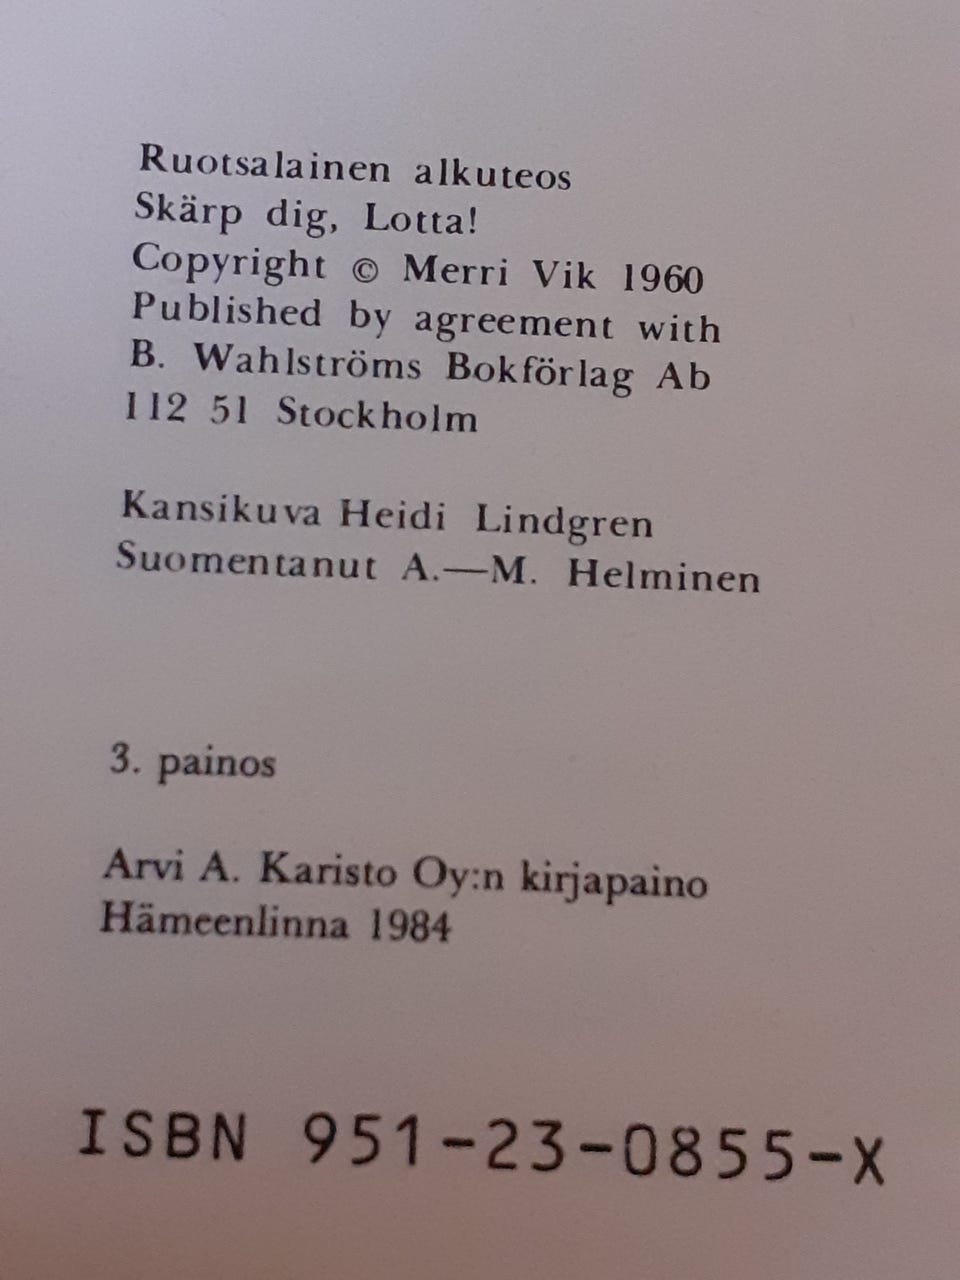 Ruotsalainen alkuteos
Skärp dig, Lotta!
Copyright © Merri Vik 1960
Published by agreement with
B. Wahlströms Bokförlag Ab
112 51 Stockholm
Kansikuva Heidi Lindgren
Suomentanut A.—M. Helminen
3. painos
Arvi A. Karisto Oy:n kirjapaino
Hämeenlinna 1984
ISBN 951-23-0855-X